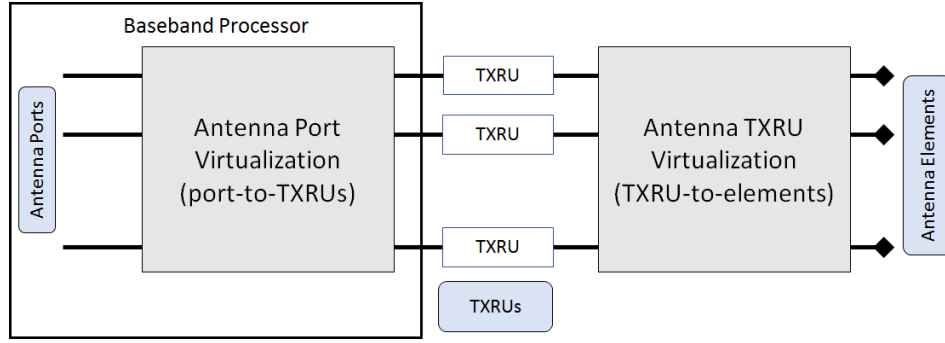 Baseband Processor
Antenna Ports
Antenna Port
Virtualization
(port-to-TXRUs)
TXRU
TXRU
TXRU
TXRUs
Antenna TXRU
Virtualization
(TXRU-to-elements)
Antenna Elements